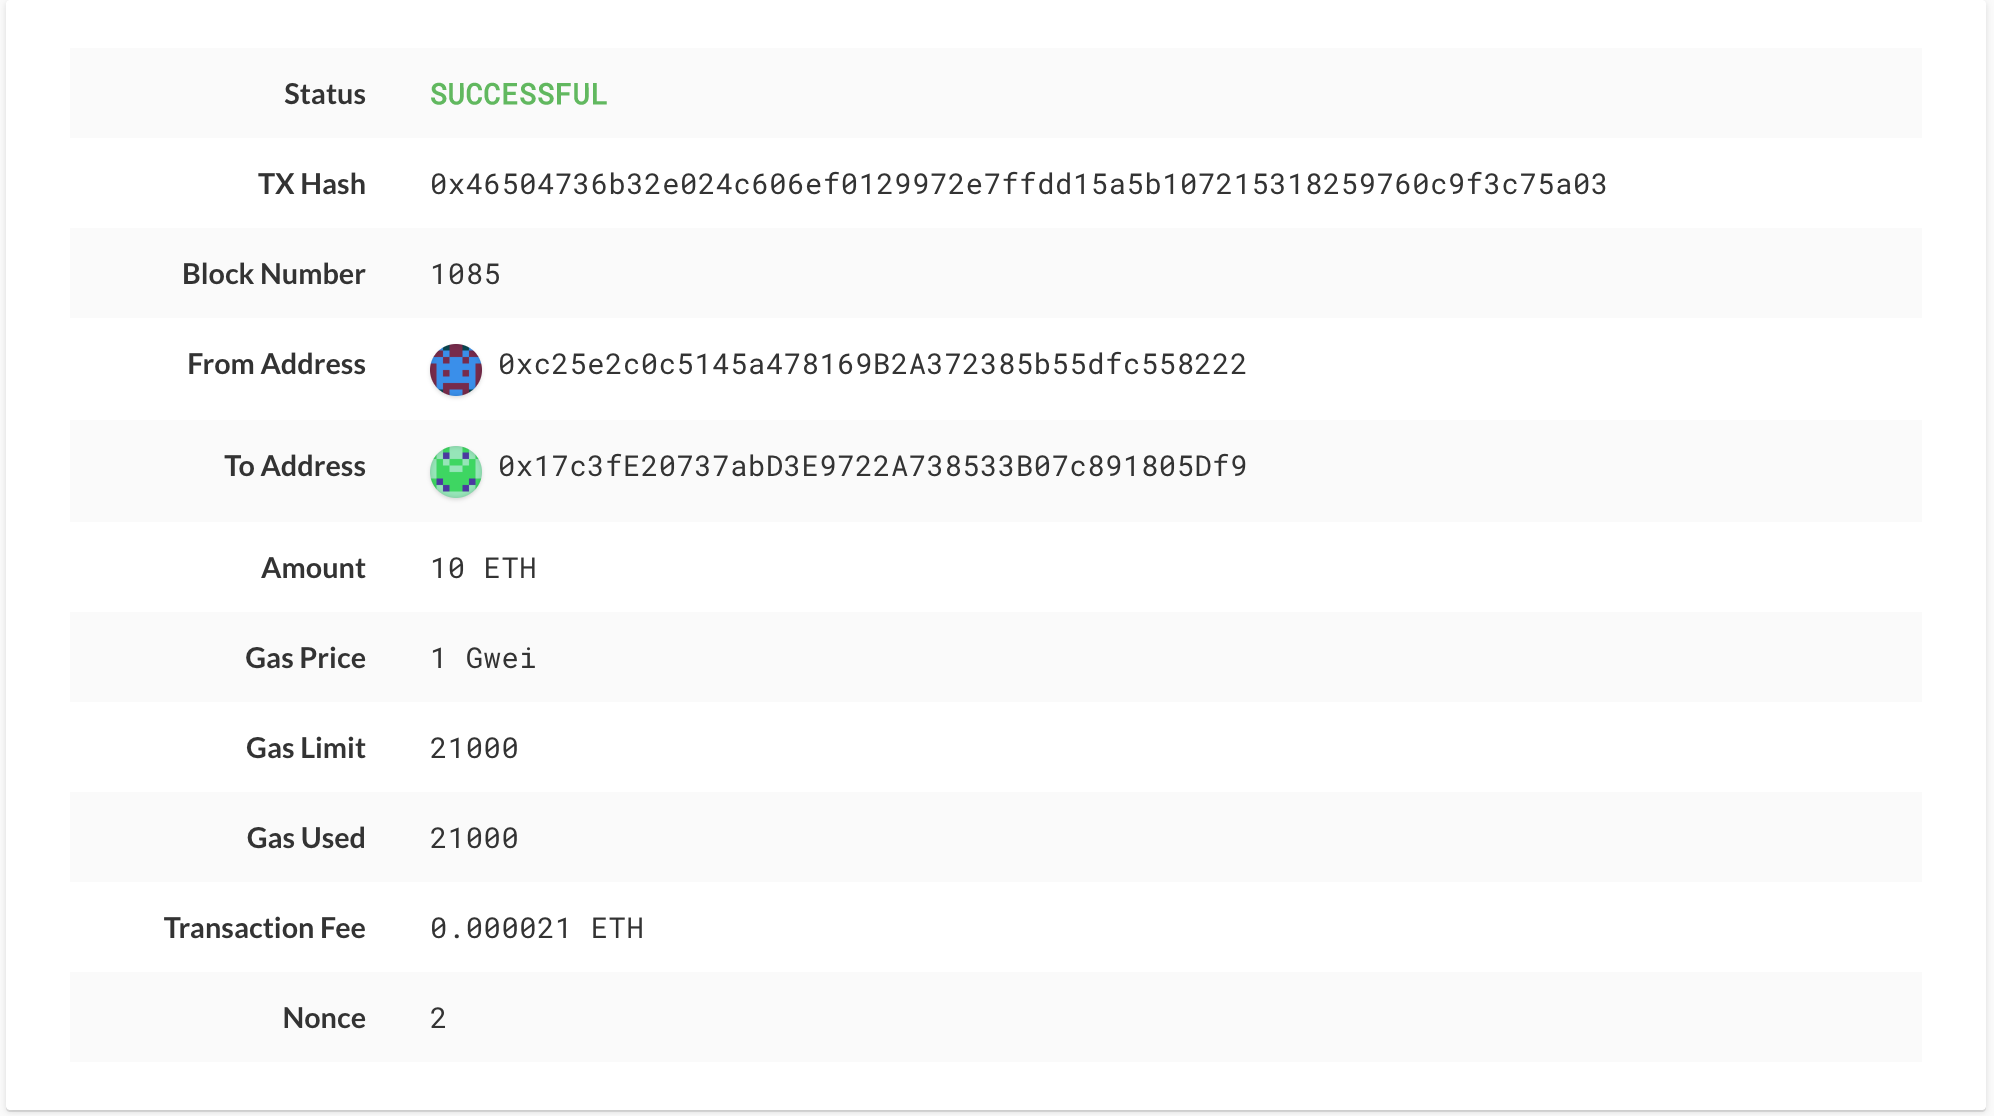 Status SUCCESSFUL
TX Hash 0x46504736b32e024c606ef0129972e7ffdd15a5b107215318259760c9f3c75a03
Block Number 1085
From Address 0xc25e2c0c5145a478169B2A372385b55dfc558222
To Address 0x17c3fE20737abD3E9722A738533B07c891805Df9
Amount 10 ETH
Gas Price 1 Gwei
Gas Limit 21000
Gas Used 21000
Transaction Fee 0.000021 ETH
Nonce 2